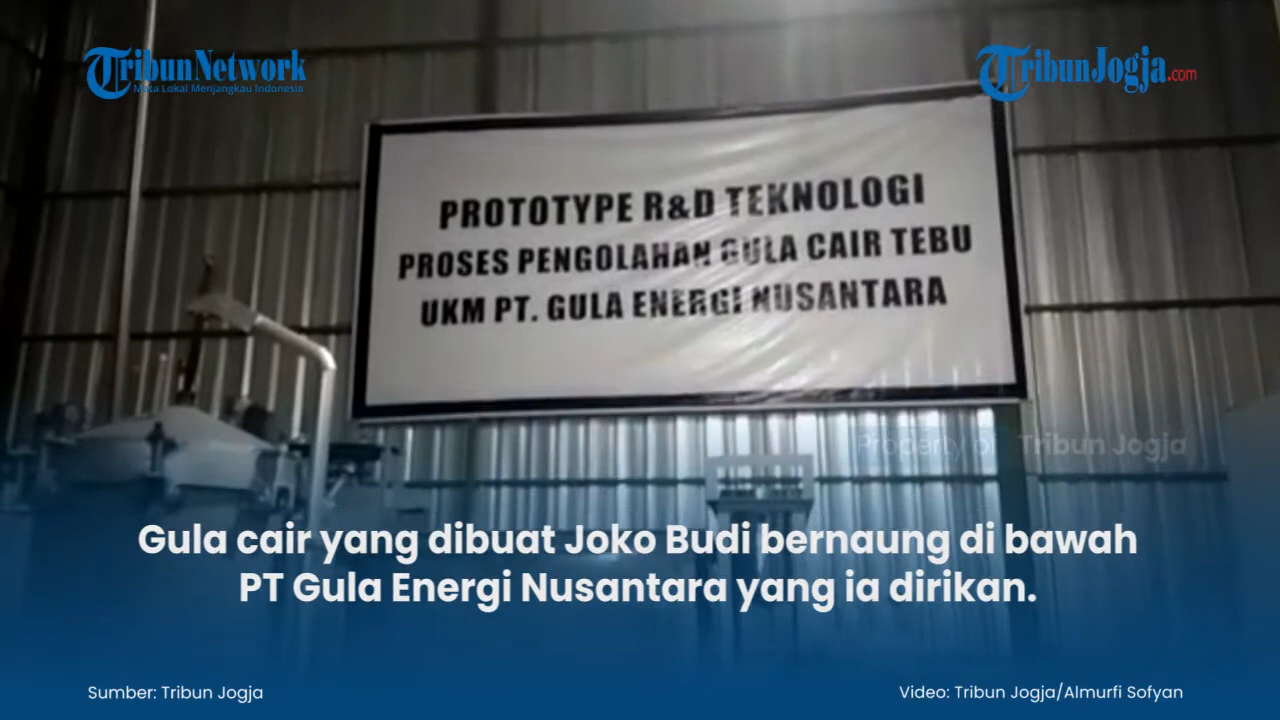 TribunNetwork
Mata Lokal Menjangkau Indonesia
TribunJogja.com
PROTOTYPE R&D TEKNOLOGI
PROSES PENGOLAHAN GULA CAIR TEBU
UKM PT. GULA ENERGI NUSANTARA
Property of Tribun Jogja
Gula cair yang dibuat Joko Budi bernaung di bawah
PT Gula Energi Nusantara yang ia dirikan.
Sumber: Tribun Jogja
Video: Tribun Jogja/Almurfi Sofyan